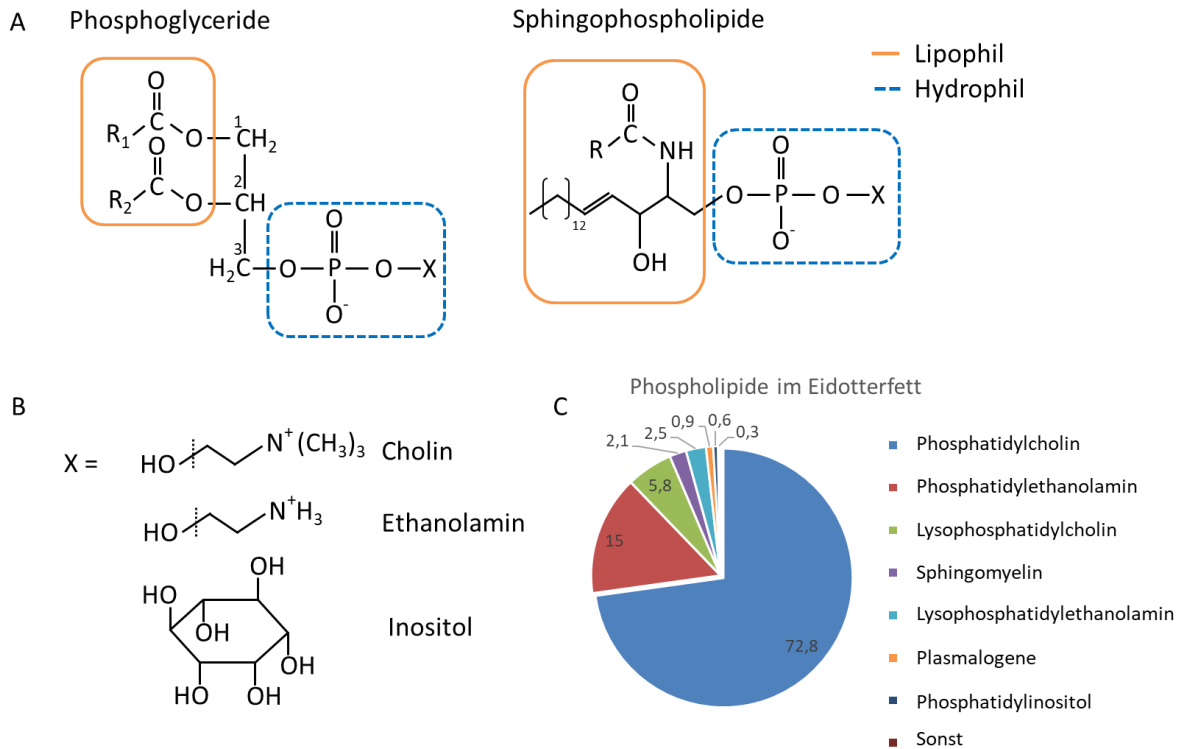 A
Phosphoglyceride
Sphingophospholipide
Lipophil
Hydrophil
O
C
R1
O
1
CH2
O
C
R2
O
2
CH
3
H2C
O
O
P
O
X
O-
O
C
R
NH
12
OH
O
O
P
O
X
O-
B
X =
HO
N+(CH3)3
Cholin
HO
N+H3
Ethanolamin
OH
HO
OH
OH
HO
OH
Inositol
C
Phospholipide im Eidotterfett
72,8
15
5,8
2,1
2,5
0,9
0,6
0,3
Phosphatidylcholin
Phosphatidylethanolamin
Lysophosphatidylcholin
Sphingomyelin
Lysophosphatidylethanolamin
Plasmalogene
Phosphatidylinositol
Sonst